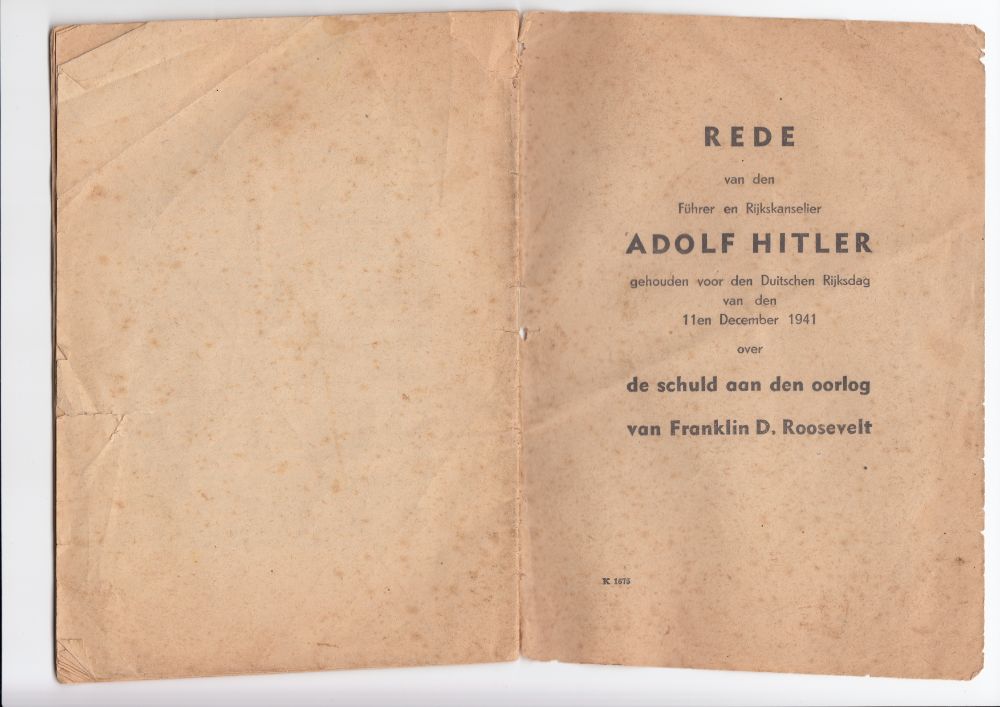 REDE
van den
Führer en Rijkskanselier
ADOLF HITLER
gehouden voor den Duitschen Rijksdag
van den
11en December 1941
over
de schuld aan den oorlog
van Franklin D. Roosevelt
K 1675